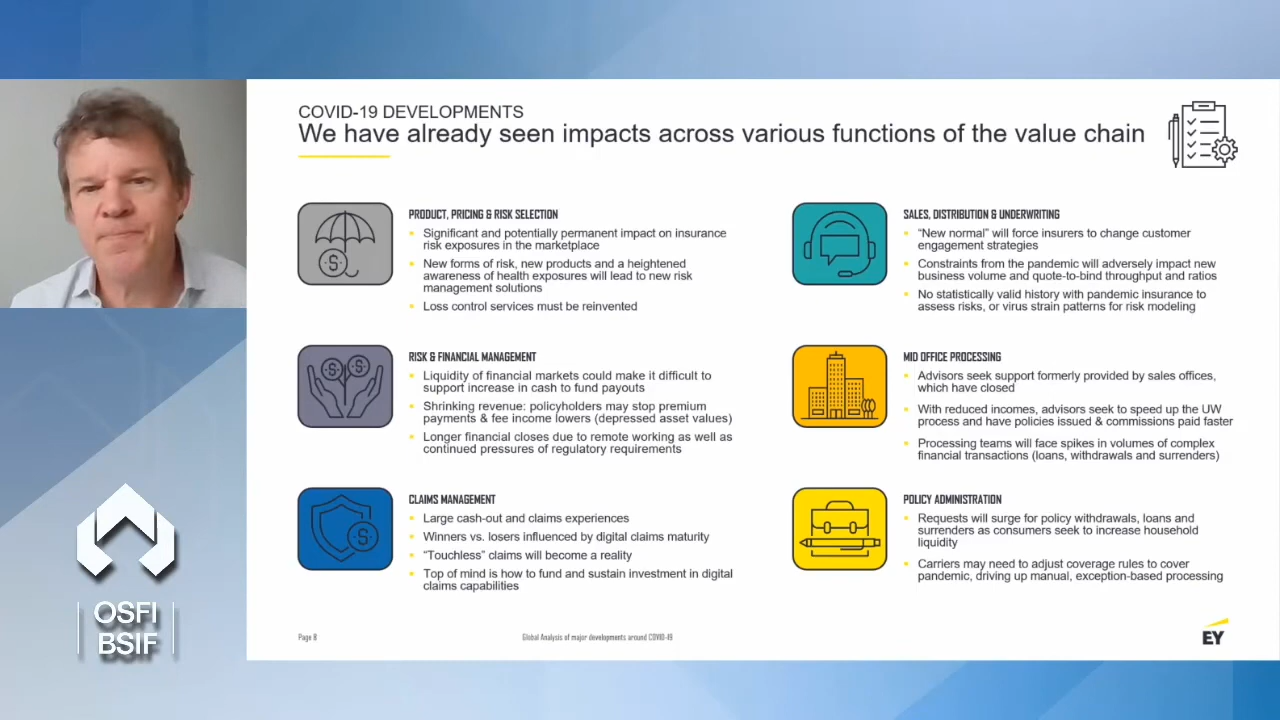 COVID-19 DEVELOPMENTS
We have already seen impacts across various functions of the value chain
PRODUCT, PRICING & RISK SELECTION
Significant and potentially permanent impact on insurance
risk exposures in the marketplace
New forms of risk, new products and a heightened
awareness of health exposures will lead to new risk
management solutions
Loss control services must be reinvented
RISK & FINANCIAL MANAGEMENT
Liquidity of financial markets could make it difficult to
support increase in cash to fund payouts
Shrinking revenue: policyholders may stop premium
payments & fee income lowers (depressed asset values)
Longer financial closes due to remote working as well as
continued pressures of regulatory requirements
CLAIMS MANAGEMENT
Large cash-out and claims experiences
Winners vs. losers influenced by digital claims maturity
“Touchless” claims will become a reality
Top of mind is how to fund and sustain investment in digital
claims capabilities
SALES, DISTRIBUTION & UNDERWRITING
“New normal” will force insurers to change customer
engagement strategies
Constraints from the pandemic will adversely impact new
business volume and quote-to-bind throughput and ratios
No statistically valid history with pandemic insurance to
assess risks, or virus strain patterns for risk modeling
MID OFFICE PROCESSING
Advisors seek support formerly provided by sales offices,
which have closed
With reduced incomes, advisors seek to speed up the UW
process and have policies issued & commissions paid faster
Processing teams will face spikes in volumes of complex
financial transactions (loans, withdrawals and surrenders)
POLICY ADMINISTRATION
Requests will surge for policy withdrawals, loans and
surrenders as consumers seek to increase household
liquidity
Carriers may need to adjust coverage rules to cover
pandemic, driving up manual, exception-based processing
Page 8
Global Analysis of major developments around COVID-19
EY
OSFI
BSIF